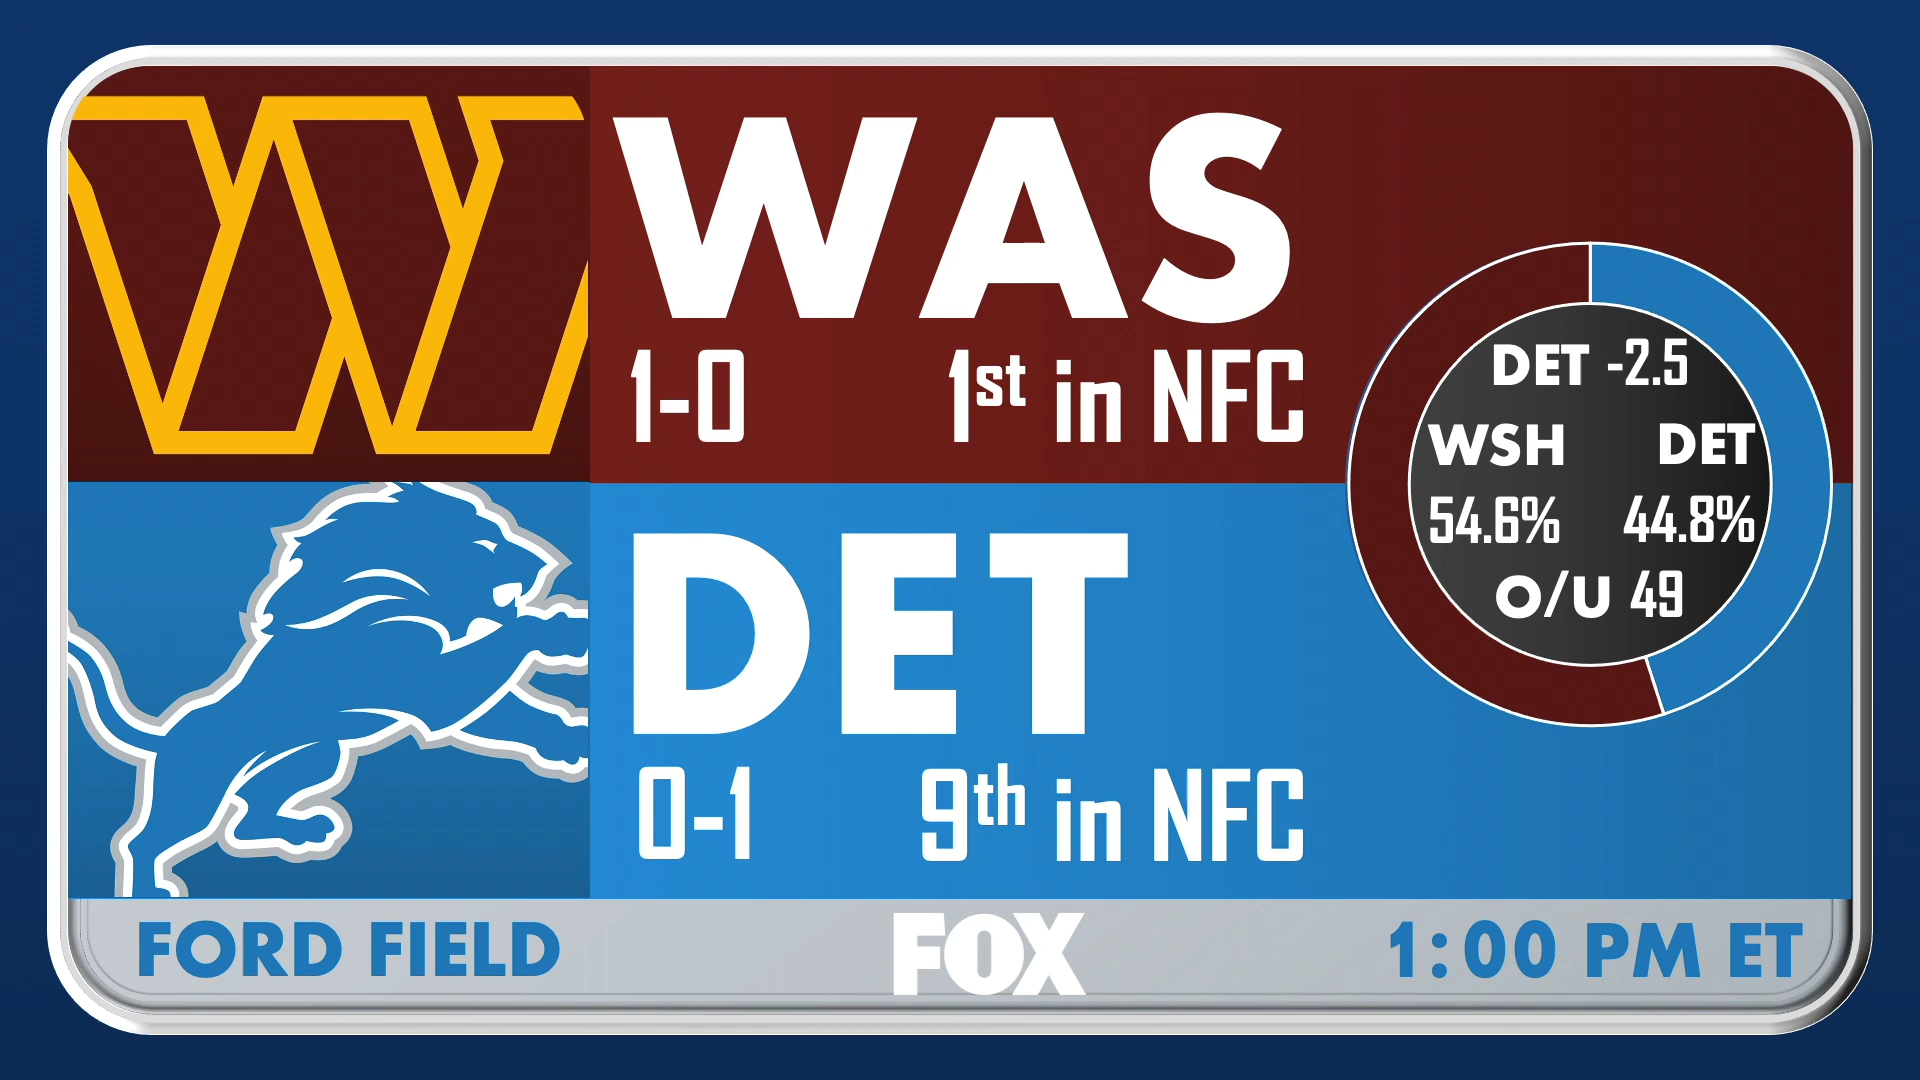 WAS
1-0 1st in NFC
DET -2.5
WSH DET
54.6% 44.8%
O/U 49
DET
0-1 9th in NFC
FORD FIELD FOX 1:00 PM ET